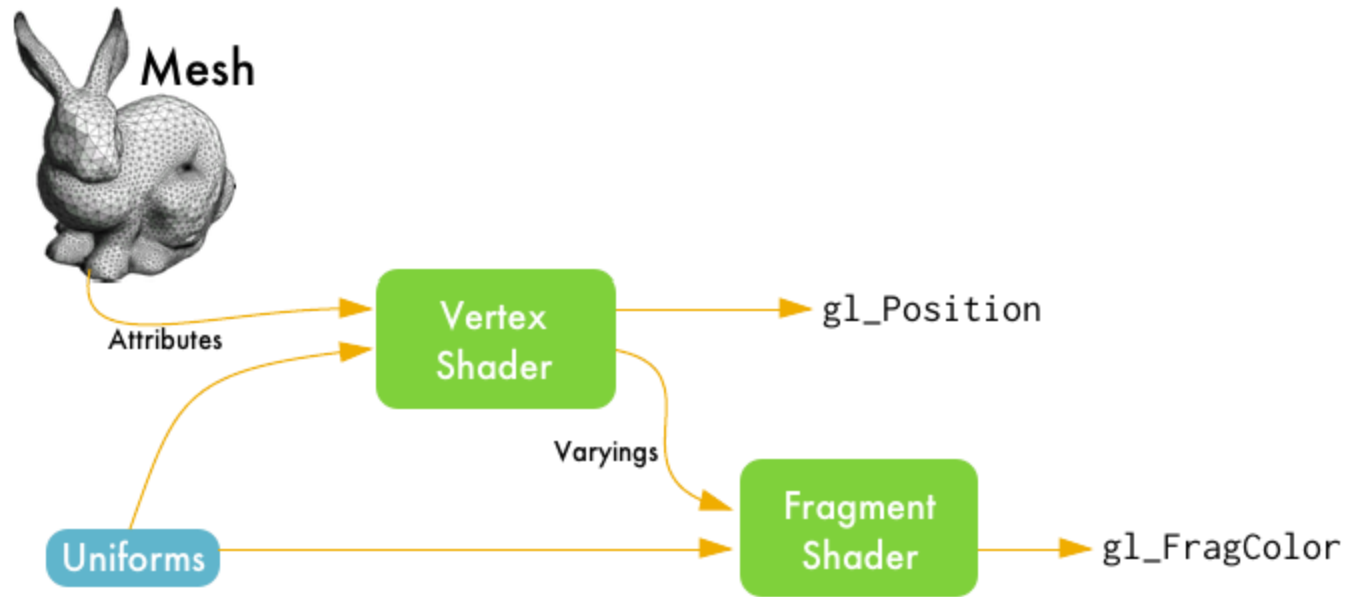 Mesh
Attributes
Vertex
Shader
gl_Position
Varyings
Uniforms
Fragment
Shader
gl_FragColor